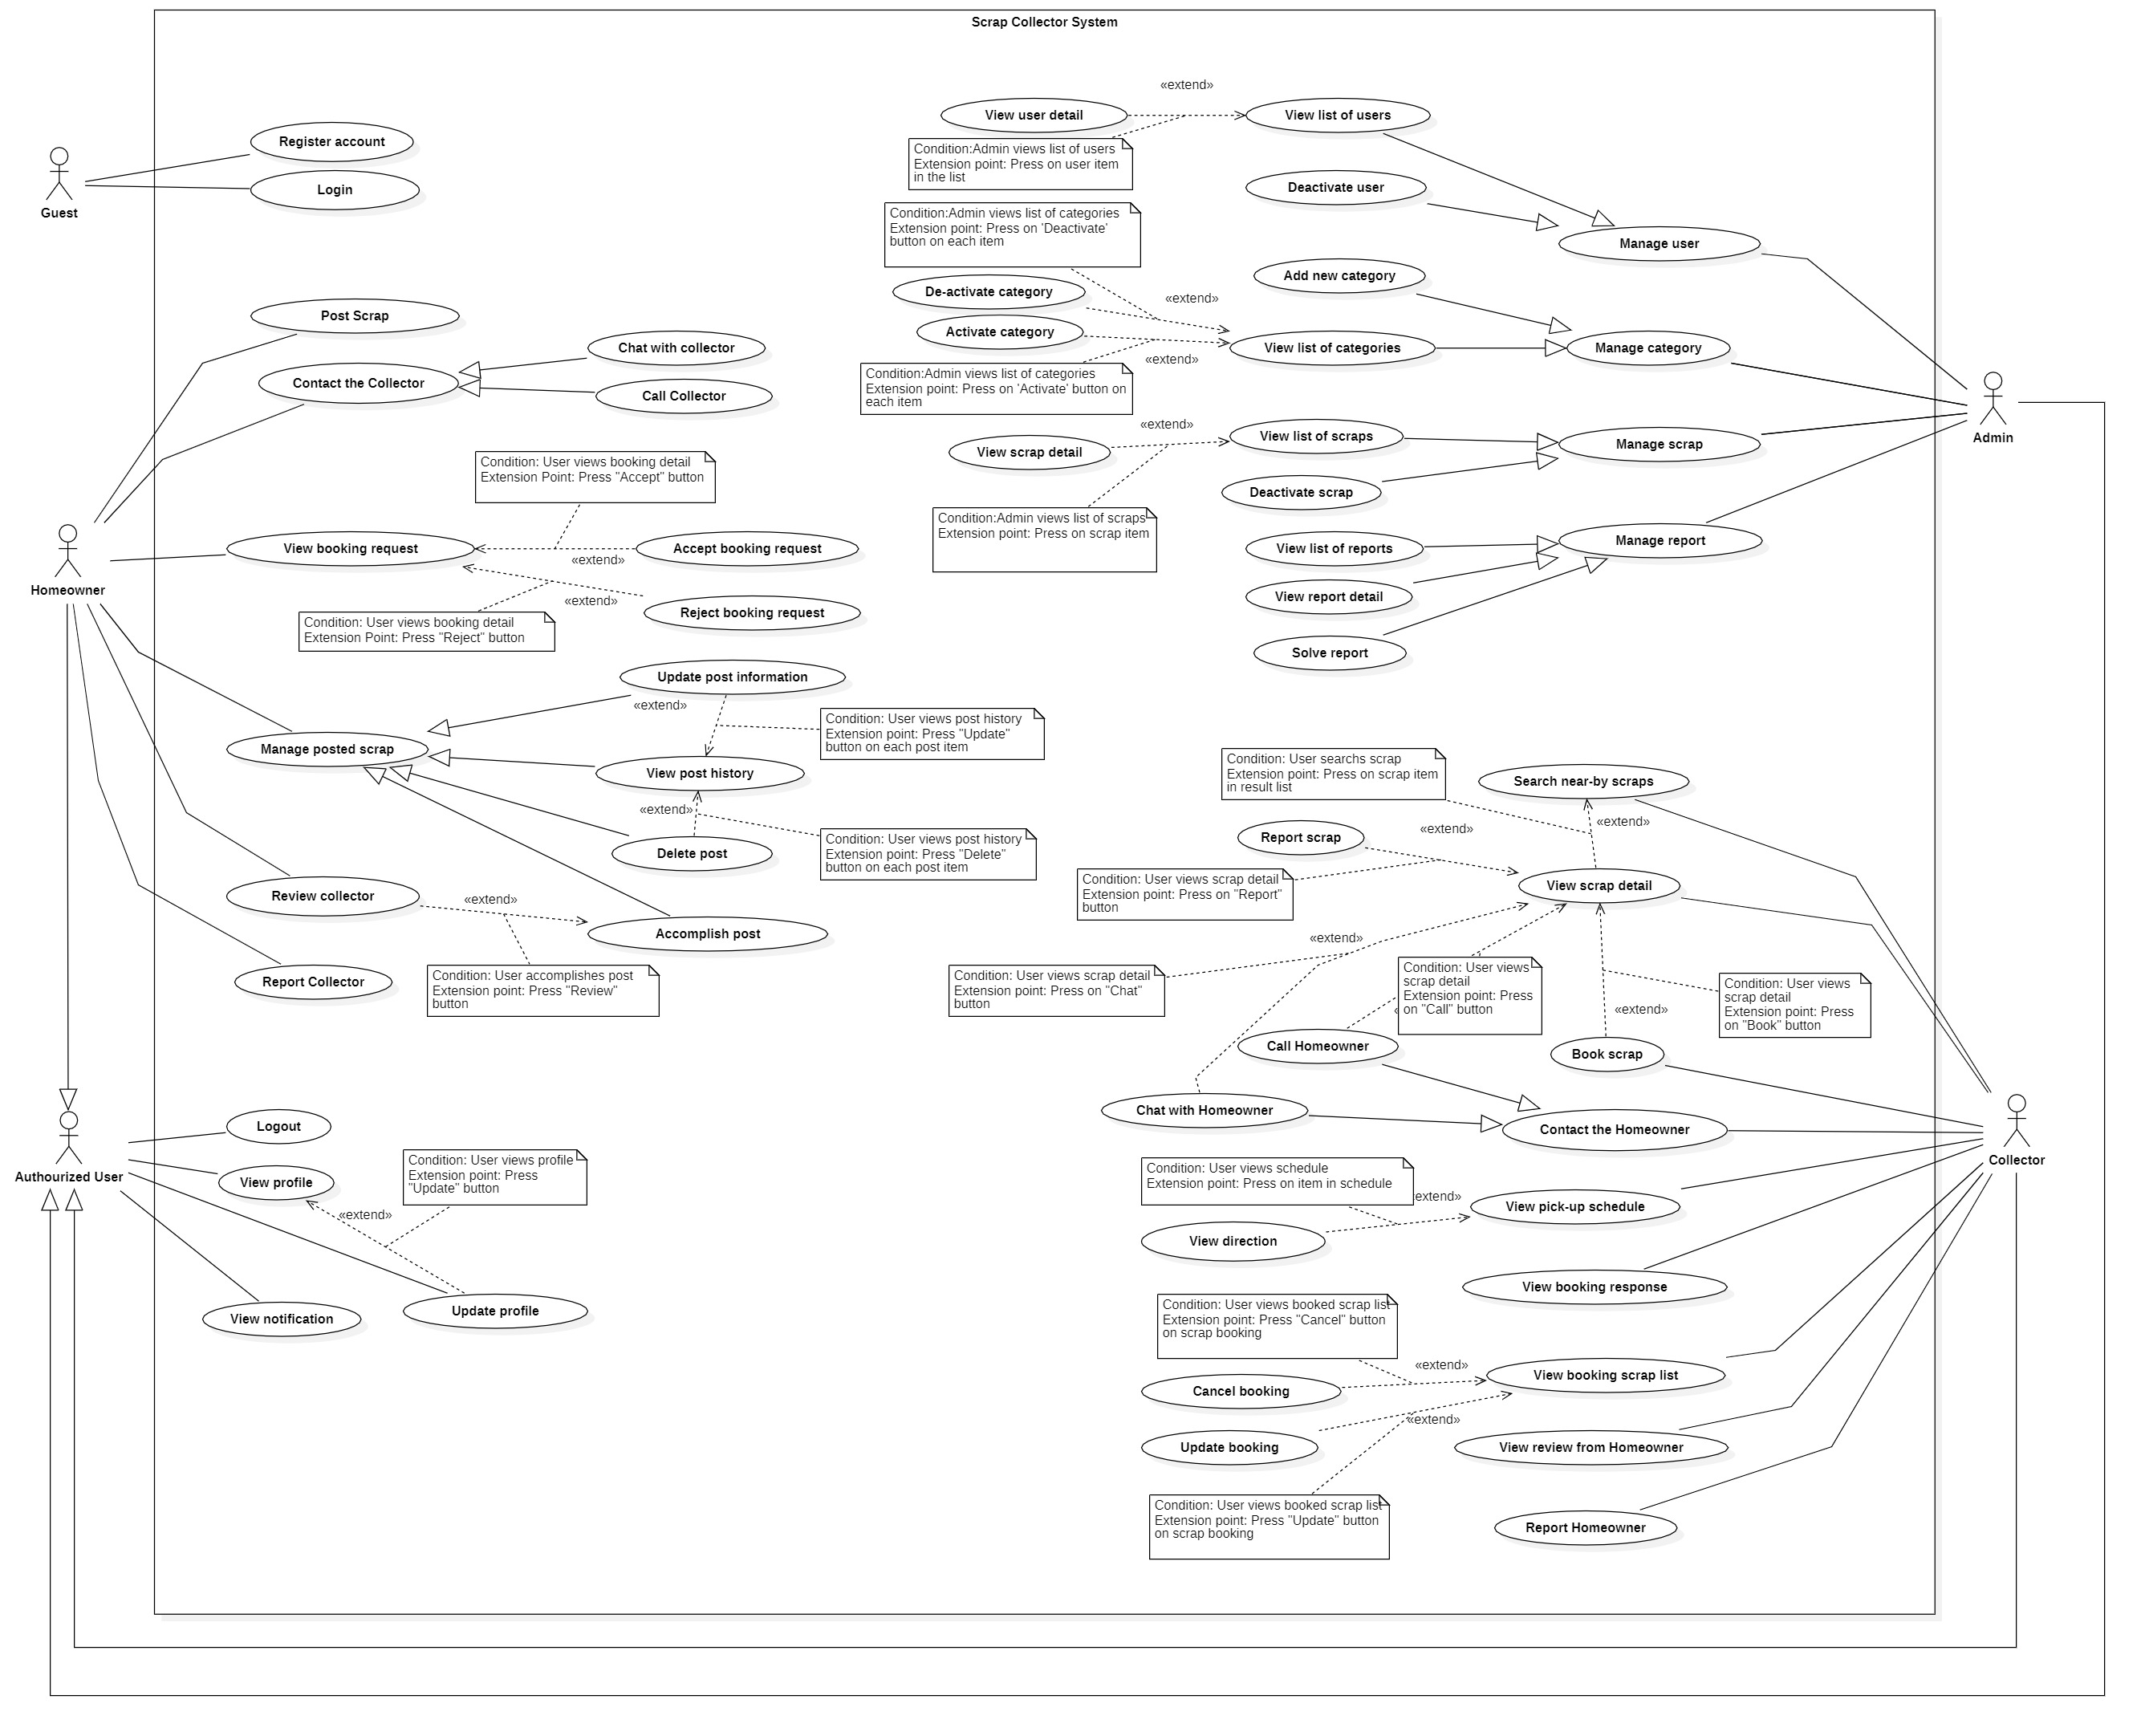 Scrap Collector System
Guest
Register account
Login
Post Scrap
Contact the Collector
Chat with collector
Call Collector
Condition: User views booking detail
Extension Point: Press "Accept" button
Homeowner
View booking request
Accept booking request
«extend»
«extend»
Reject booking request
Condition: User views booking detail
Extension Point: Press "Reject" button
Update post information
«extend»
Condition: User views post history
Extension point: Press "Update"
button on each post item
Manage posted scrap
View post history
«extend»
Delete post
Condition: User views post history
Extension point: Press "Delete"
button on each post item
Review collector
«extend»
Accomplish post
Report Collector
Condition: User accomplishes post
Extension point: Press "Review"
button
Authourized User
Logout
View profile
«extend»
Condition: User views profile
Extension point: Press
"Update" button
Update profile
View notification
«extend»
View user detail
View list of users
Condition:Admin views list of users
Extension point: Press on user item
in the list
Deactivate user
Manage user
Condition:Admin views list of categories
Extension point: Press on 'Deactivate'
button on each item
Add new category
De-activate category
«extend»
Activate category
View list of categories
Manage category
«extend»
Condition:Admin views list of categories
Extension point: Press on 'Activate' button on
each item
Admin
«extend»
View scrap detail
View list of scraps
Manage scrap
Deactivate scrap
Condition:Admin views list of scraps
Extension point: Press on scrap item
View list of reports
Manage report
View report detail
Solve report
Condition: User searchs scrap
Extension point: Press on scrap item
in result list
Search near-by scraps
«extend»
Report scrap
«extend»
Condition: User views scrap detail
Extension point: Press on "Report"
button
View scrap detail
«extend»
Condition: User views scrap detail
Extension point: Press on "Chat"
button
Condition: User views
scrap detail
Extension point: Press
on "Call" button
Condition: User views
scrap detail
Extension point: Press
on "Book" button
«extend»
Call Homeowner
Book scrap
Chat with Homeowner
Contact the Homeowner
Collector
Condition: User views schedule
Extension point: Press on item in schedule
extend»
View pick-up schedule
View direction
View booking response
Condition: User views booked scrap list
Extension point: Press "Cancel" button
on scrap booking
«extend»
View booking scrap list
Cancel booking
«extend»
Update booking
View review from Homeowner
Condition: User views booked scrap list
Extension point: Press "Update" button
on scrap booking
Report Homeowner